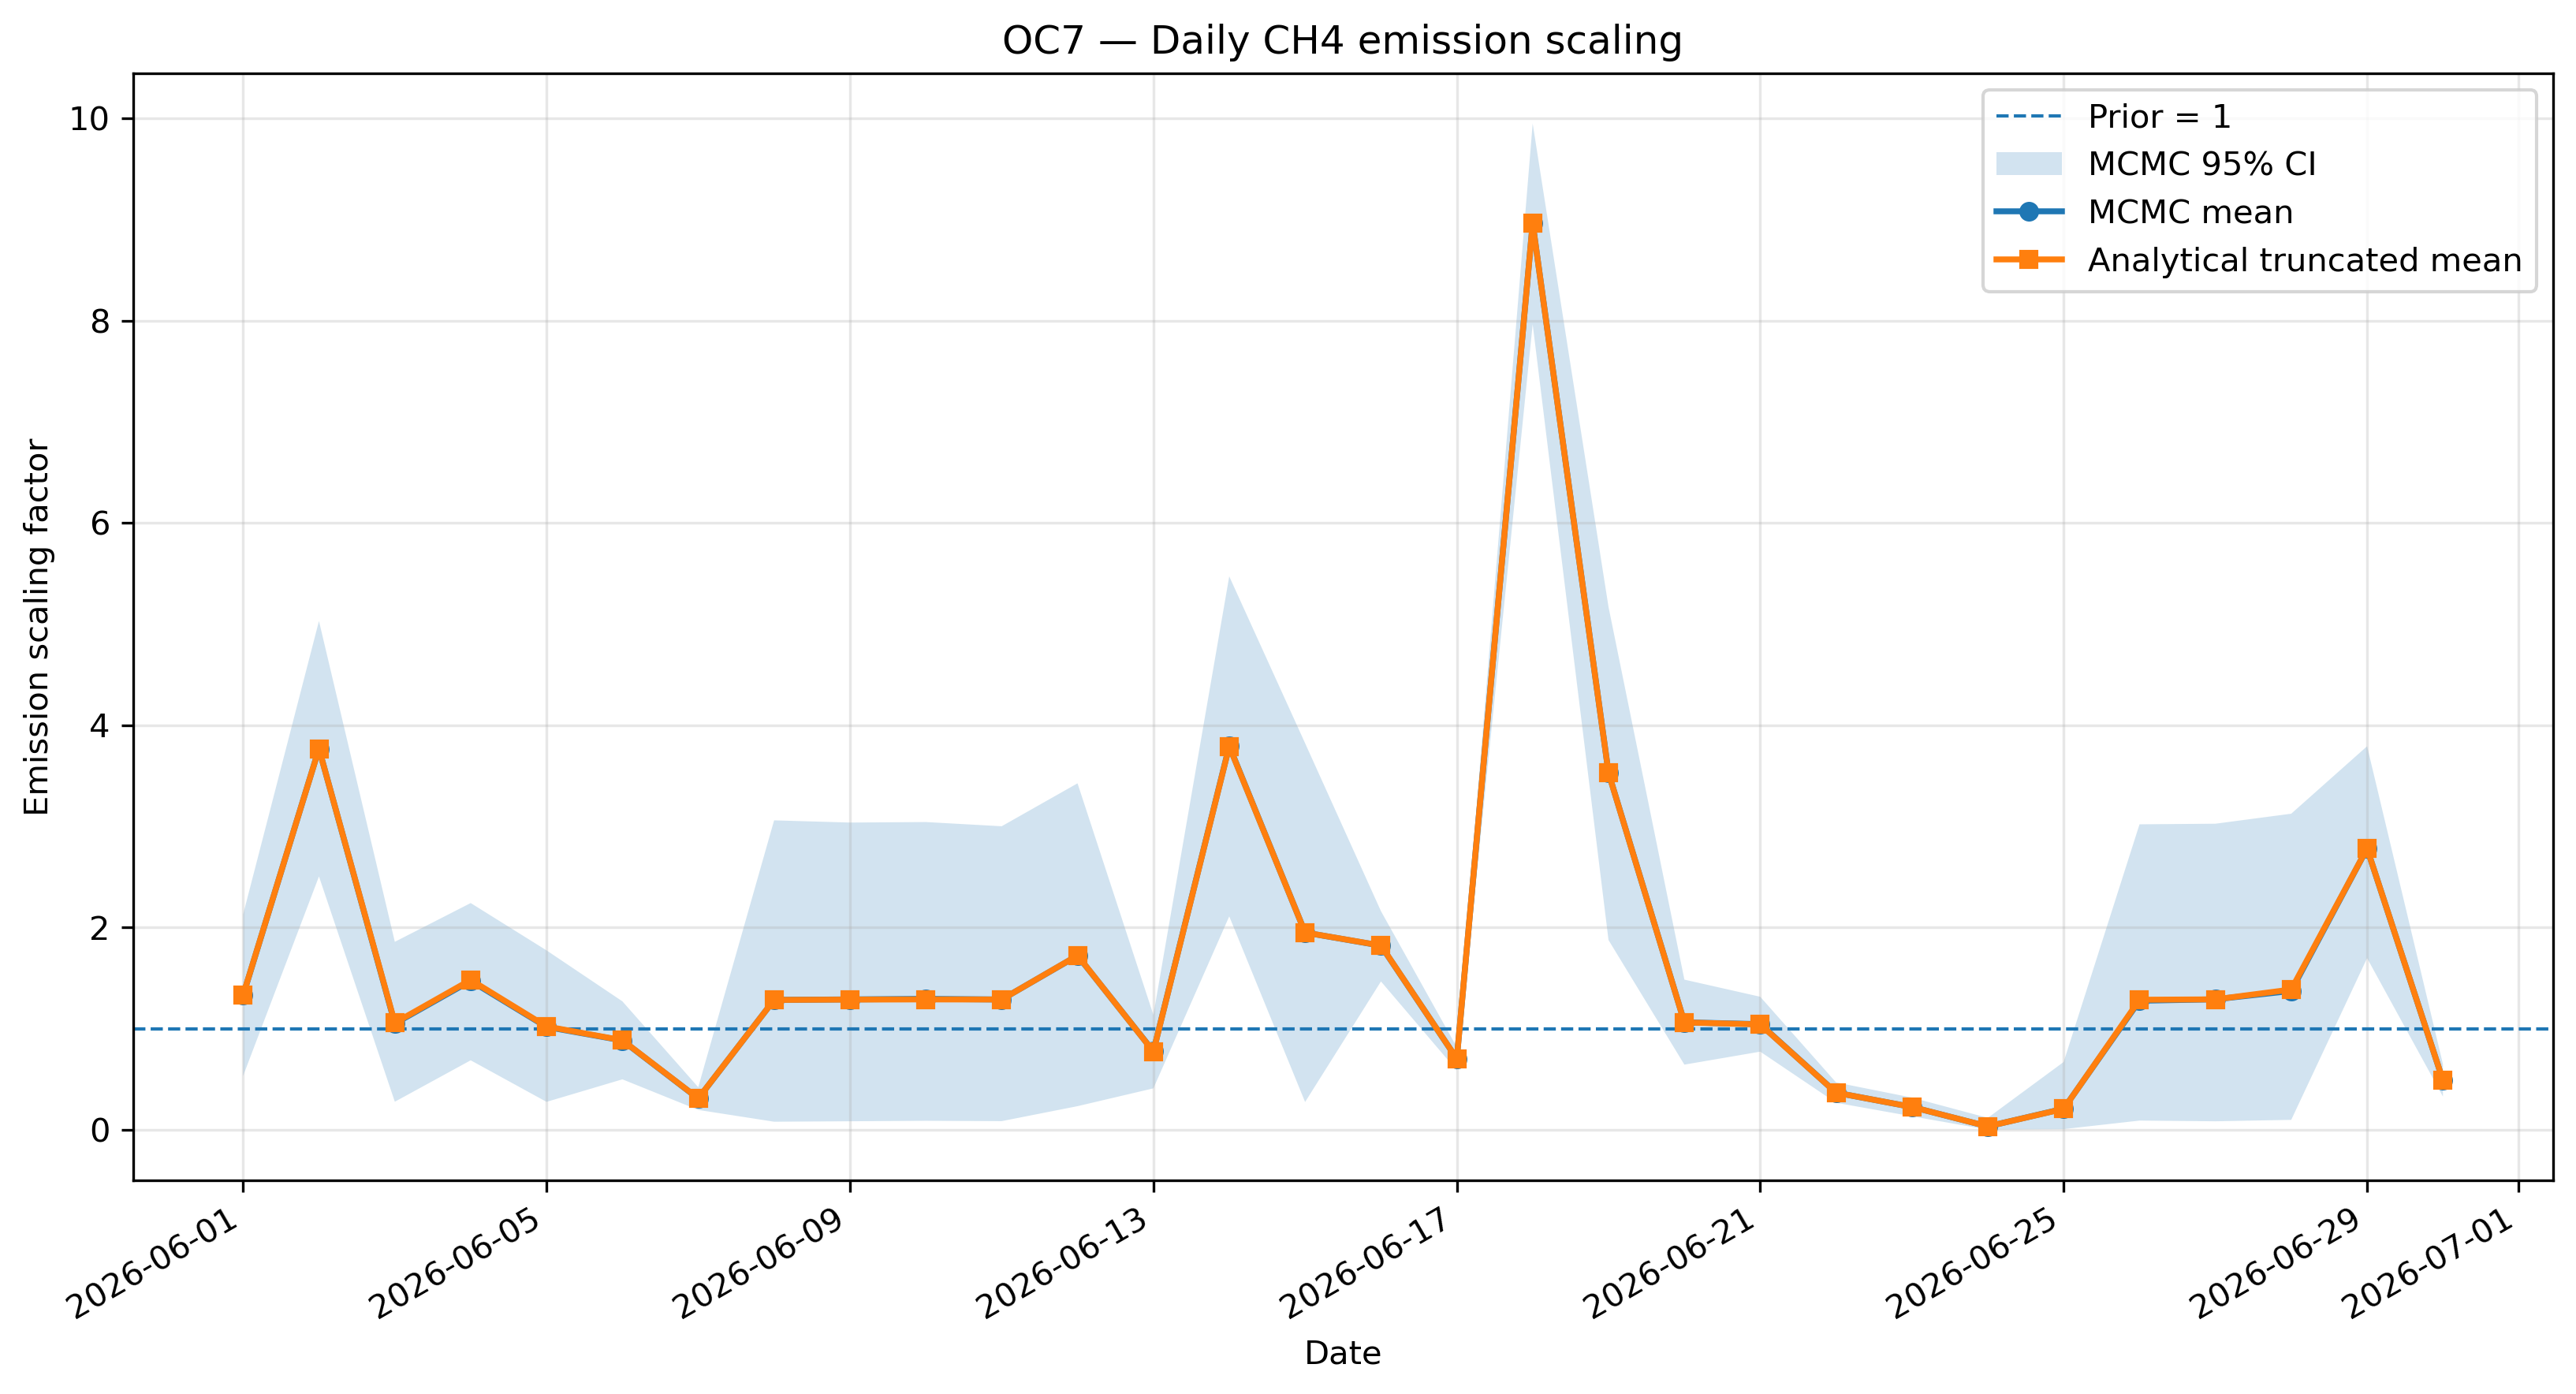 OC7 — Daily CH4 emission scaling
Prior = 1
MCMC 95% CI
MCMC mean
Analytical truncated mean
Emission scaling factor
10
8
6
4
2
0
2026-06-01
2026-06-05
2026-06-09
2026-06-13
2026-06-17
2026-06-21
2026-06-25
2026-06-29
2026-07-01
Date